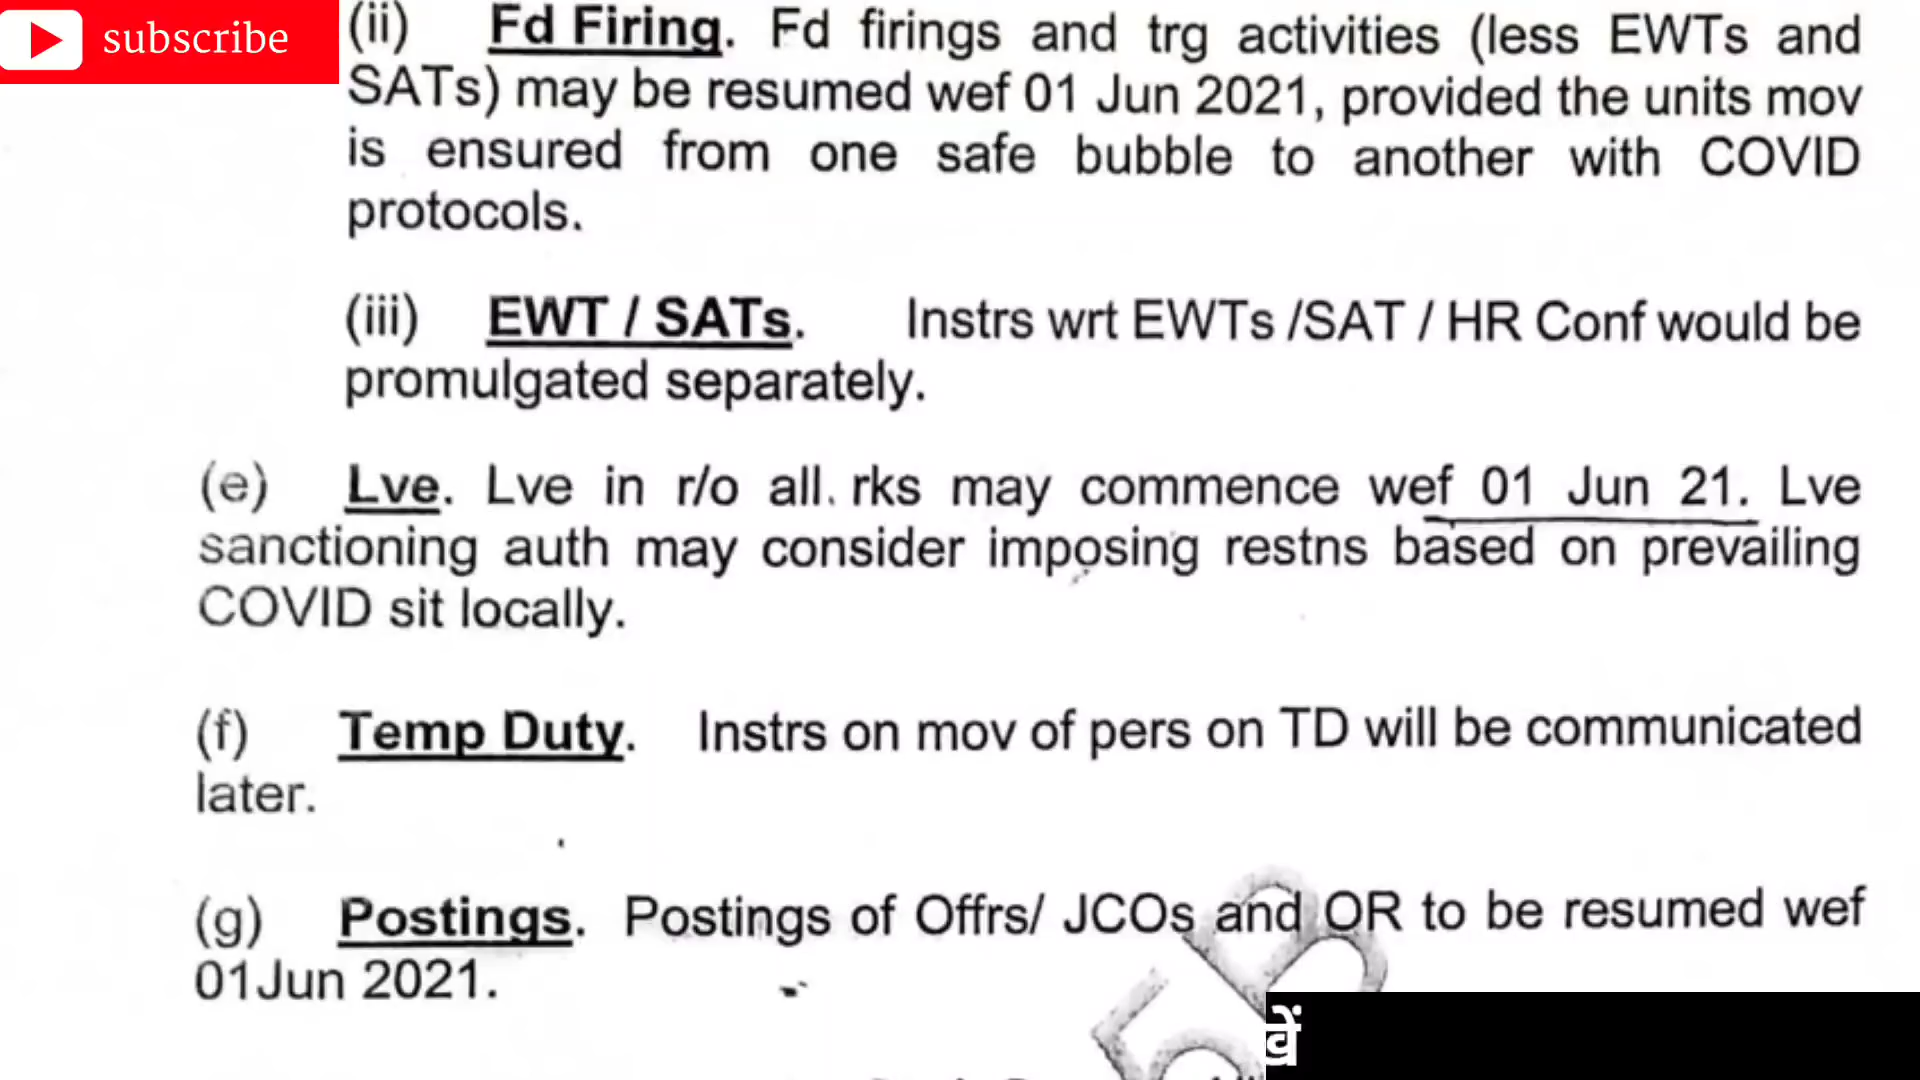 subscribe
(ii) Fd Firing. Fd firings and trg activities (less EWTs and
SATs) may be resumed wef 01 Jun 2021, provided the units mov
is ensured from one safe bubble to another with COVID
protocols.
(iii) EWT / SATs. Instrs wrt EWTs /SAT / HR Conf would be
promulgated separately.
(e) Lve. Lve in r/o all. rks may commence wef 01 Jun 21. Lve
sanctioning auth may consider imposing restns based on prevailing
COVID sit locally.
(f) Temp Duty. Instrs on mov of pers on TD will be communicated
later.
(g) Postings. Postings of Offrs/ JCOs and OR to be resumed wef
01Jun 2021.